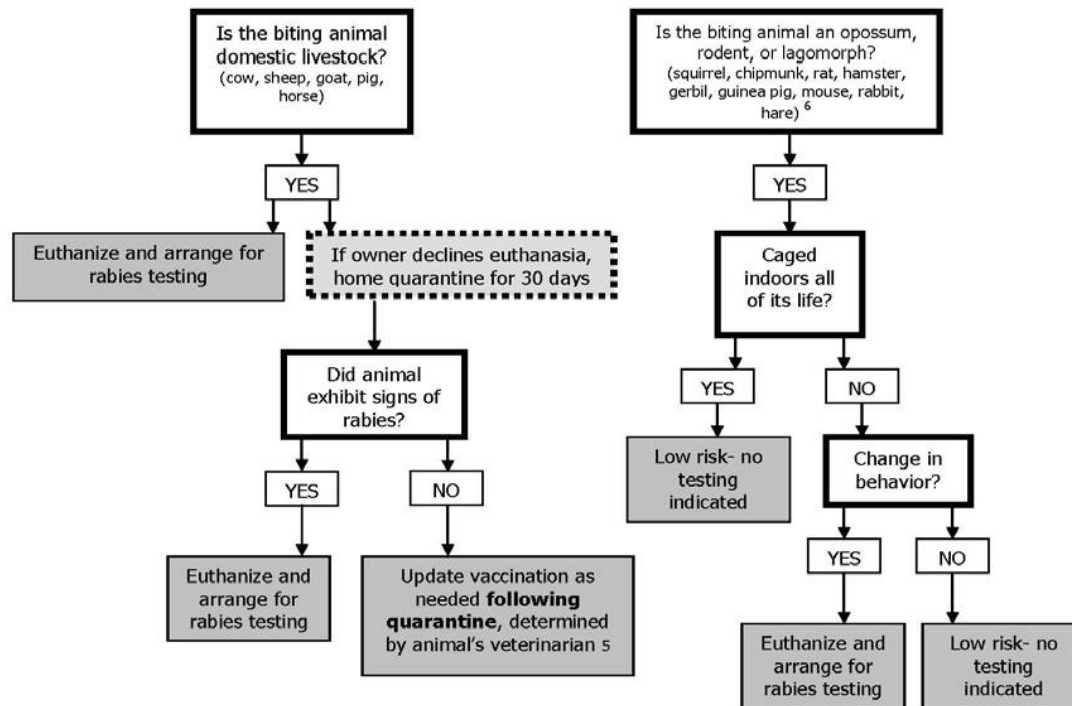 Is the biting animal
domestic livestock?
(cow, sheep, goat, pig,
horse)
YES
Euthanize and arrange for
rabies testing
If owner declines euthanasia,
home quarantine for 30 days
Did animal
exhibit signs of
rabies?
YES
NO
Euthanize and
arrange for
rabies testing
Update vaccination as
needed following
quarantine, determined
by animal's veterinarian 5
Is the biting animal an opossum,
rodent, or lagomorph?
(squirrel, chipmunk, rat, hamster,
gerbil, guinea pig, mouse, rabbit,
hare) 6
YES
Caged
indoors all
of its life?
YES
NO
Low risk- no
testing
indicated
Change in
behavior?
YES
NO
Euthanize and
arrange for
rabies testing
Low risk- no
testing
indicated